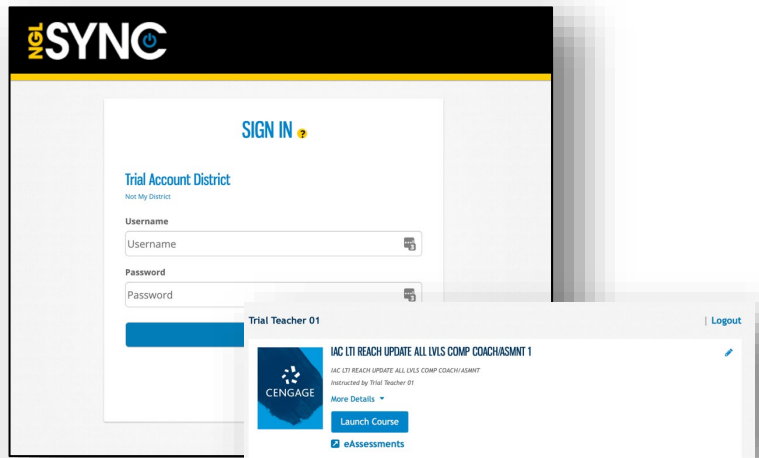 NGL SYNC
SIGN IN ?
Trial Account District
Not My District
Username
Username
Password
Password
Trial Teacher 01 | Logout
IAC LTI REACH UPDATE ALL LVLS COMP COACH/ASMNT 1
IAC LTI REACH UPDATE ALL LVLS COMP COACH/ASMNT
Instructed by Trial Teacher 01
CENGAGE
More Details
Launch Course
eAssessments